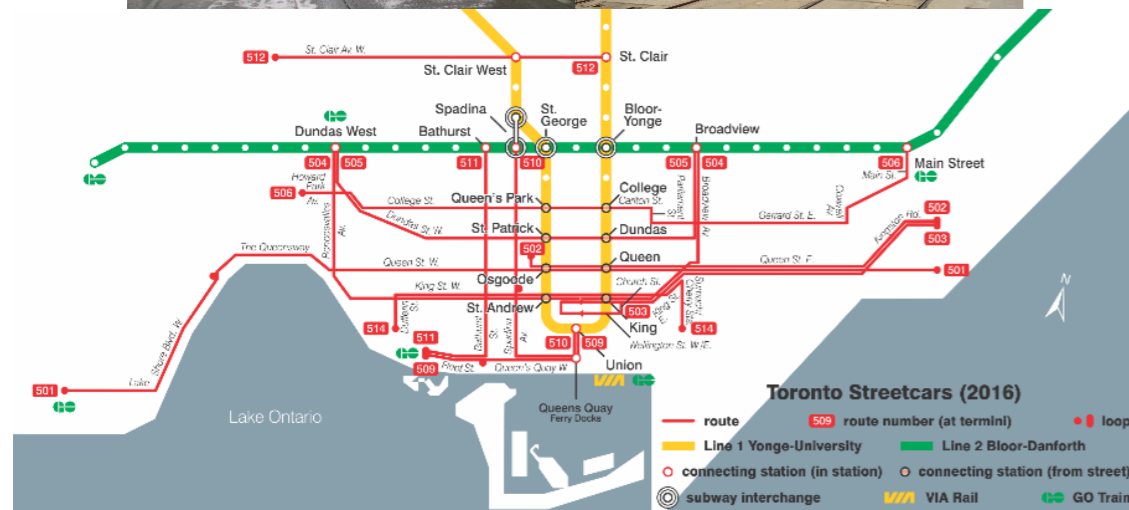 512
St. Clair Av. W.
St. Clair West
512
St. Clair
Spadina
St.
George
Bloor-
Yonge
Dundas West
Bathurst
Broadview
504
505
511
510
505
504
506
Main Street
Main St.
Howard
Park
Av.
506
College St.
Queen's Park
College
Carlton St.
Parliament
St.
Broadview Av.
Gerrard St. E.
Coxwell
Av.
Kingston Rd.
502
503
Roncesvalles
Av.
Dundas St. W.
St. Patrick
Dundas
502
The Queensway
Queen St. W.
Osgoode
Queen
Queen St. E.
501
King St. W.
Church St.
St. Andrew
503
King
King St. E.
514
Dufferin
St.
514
Bathurst
St.
Spadina
Av.
511
509
510
509
Wellington St. W./E.
Union
Fleet St.
Queen's Quay W.
501
Lake Shore Blvd. W
N
Lake Ontario
Queens Quay
Ferry Docks
Toronto Streetcars (2016)
route
509
route number (at termini)
loop
Line 1 Yonge-University
Line 2 Bloor-Danforth
connecting station (in station)
connecting station (from street)
subway interchange
VIA Rail
GO Train